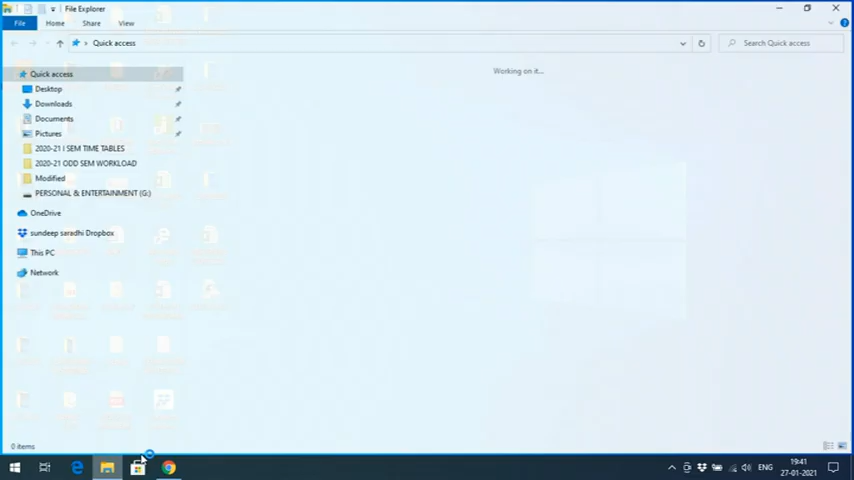 File Explorer
File Home Share View
Quick access
Search Quick access
Quick access
Working on it...
Desktop
Downloads
Documents
Pictures
2020-21 I SEM TIME TABLES
2020-21 ODD SEM WORKLOAD
Modified
PERSONAL & ENTERTAINMENT (G:)
OneDrive
sundeep saradhi Dropbox
This PC
Network
0 items
ENG
19:41
27-01-2021